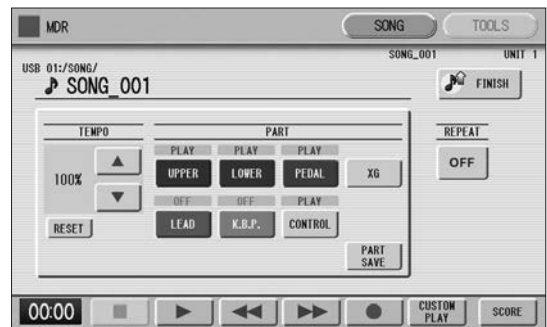 MDR
SONG
TOOLS
SONG_001
UNIT 1
USB 01:/SONG/
SONG_001
FINISH
TEMPO
PART
REPEAT
PLAY PLAY PLAY
100%
UPPER LOWER PEDAL XG
OFF
OFF OFF PLAY
RESET
LEAD K.B.P. CONTROL
PART
SAVE
00:00
CUSTOM
PLAY
SCORE